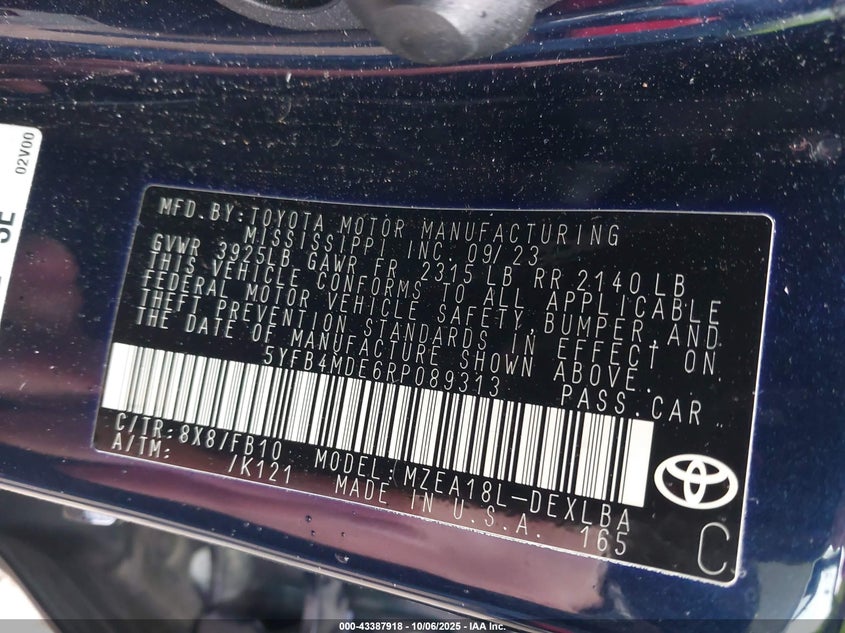 02V00
MFD.BY:TOYOTA MOTOR MANUFACTURING
MISSISSIPPI INC. 09/23
GVWR 3925LB GAWR FR 2315 LB RR 2140 LB
THIS VEHICLE CONFORMS TO ALL APPLICABLE
FEDERAL MOTOR VEHICLE SAFETY,BUMPER,AND
THEFT PREVENTION STANDARDS IN EFFECT ON
THE DATE OF MANUFACTURE SHOWN ABOVE.
5YFB4MDE6RP089313 PASS.CAR
C/TR:8X8/FB10 MODEL:MZEA18L-DEXLBA
A/TM: /K121 MADE IN U.S.A. 165
C
000-43387918 - 10/06/2025 - IAA Inc.